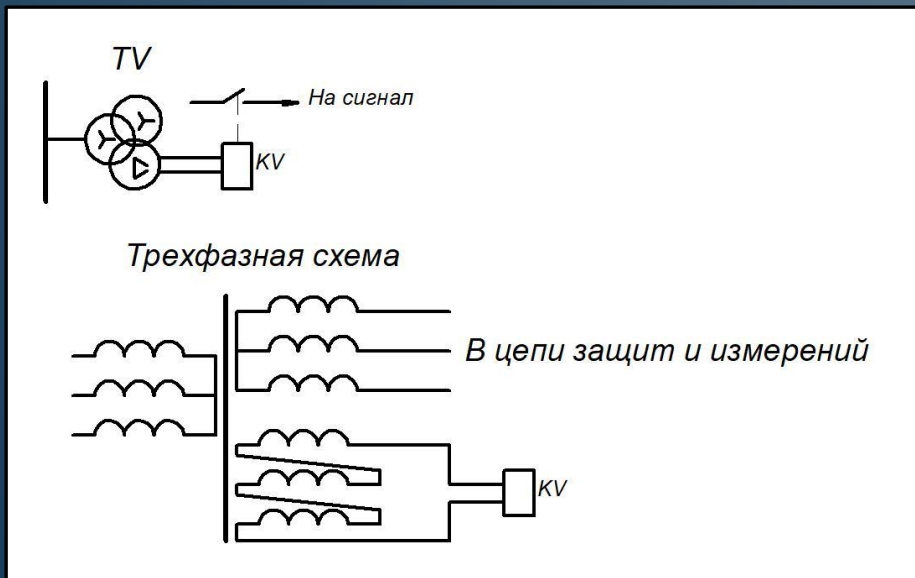 TV
На сигнал
KV
Трехфазная схема
В цепи защит и измерений
KV